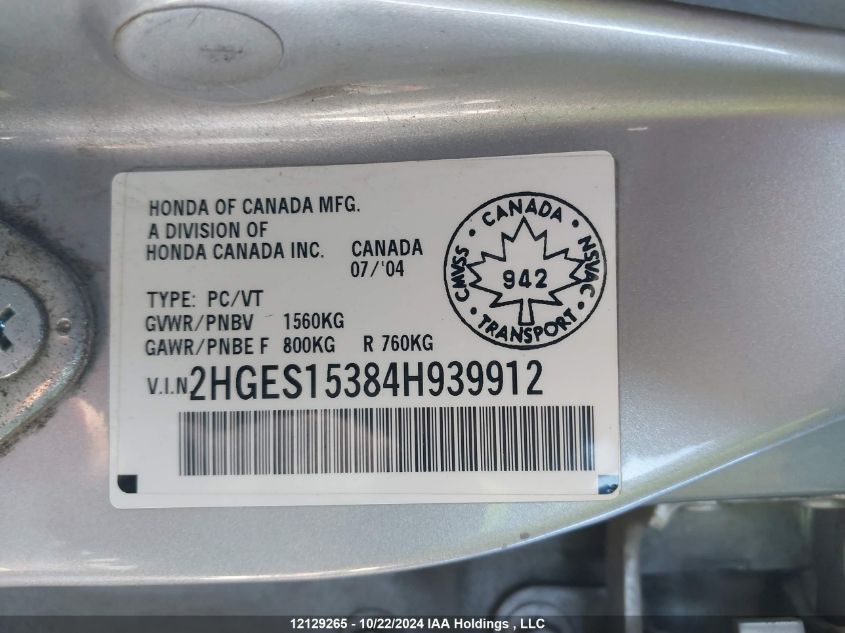 HONDA OF CANADA MFG.
A DIVISION OF
HONDA CANADA INC. CANADA
07/'04
TYPE: PC/VT
GVWR/PNBV 1560KG
GAWR/PNBE F 800KG R 760KG
V.I.N 2HGES15384H939912
CANADA
CMVSS
942
NSVAC
TRANSPORT
12129265 - 10/22/2024 IAA Holdings , LLC